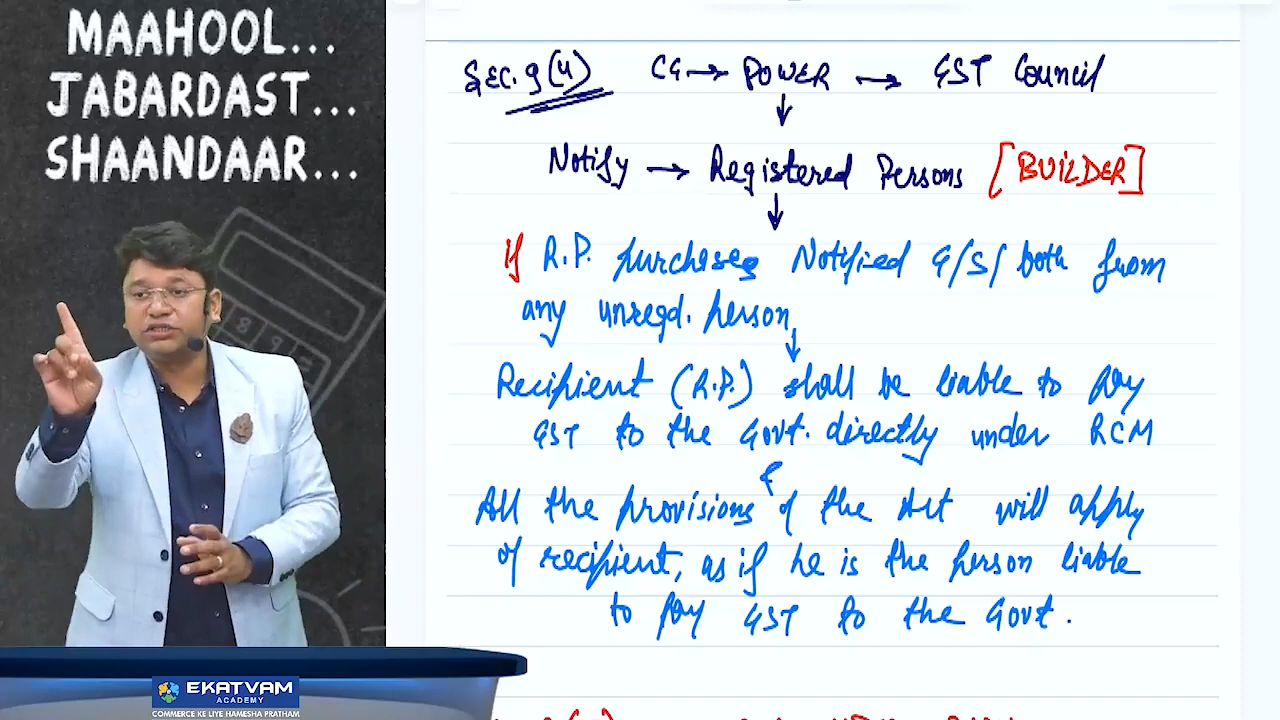 MAAHOOL...
JABARDAST...
SHAANDAAR...
SEC. 9(4) CG → POWER → GST Council
Notify → Registered Persons [BUILDER]
If R.P. purchases Notified G/S/both from
any unregd. person
Recipient (R.P.) shall be liable to pay
GST to the Govt. directly under RCM
&
All the provisions of the Act will apply
of recipient, as if he is the person liable
to pay GST to the Govt.
EKATVAM
ACADEMY
COMMERCE KE LIYE HAMESHA PRATHAM